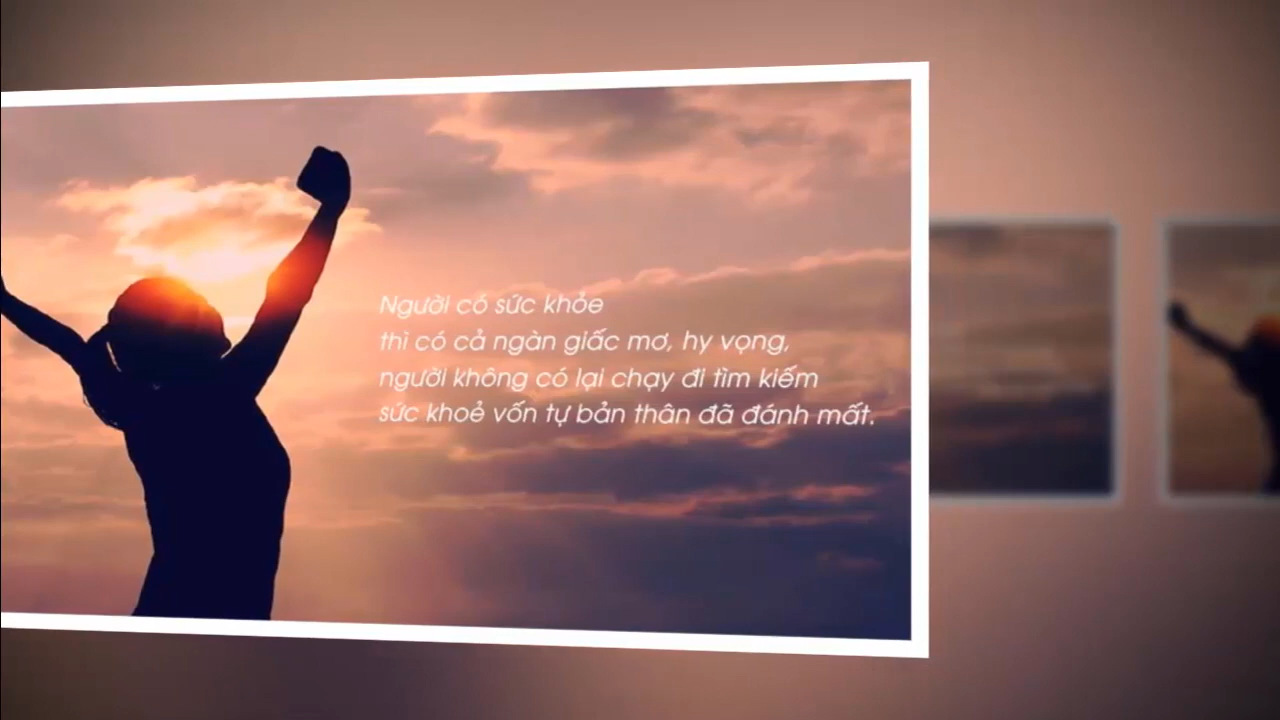 Người có sức khỏe
thì có cả ngàn giấc mơ, hy vọng,
người không có lại chạy đi tìm kiếm
sức khoẻ vốn tự bản thân đã đánh mất.